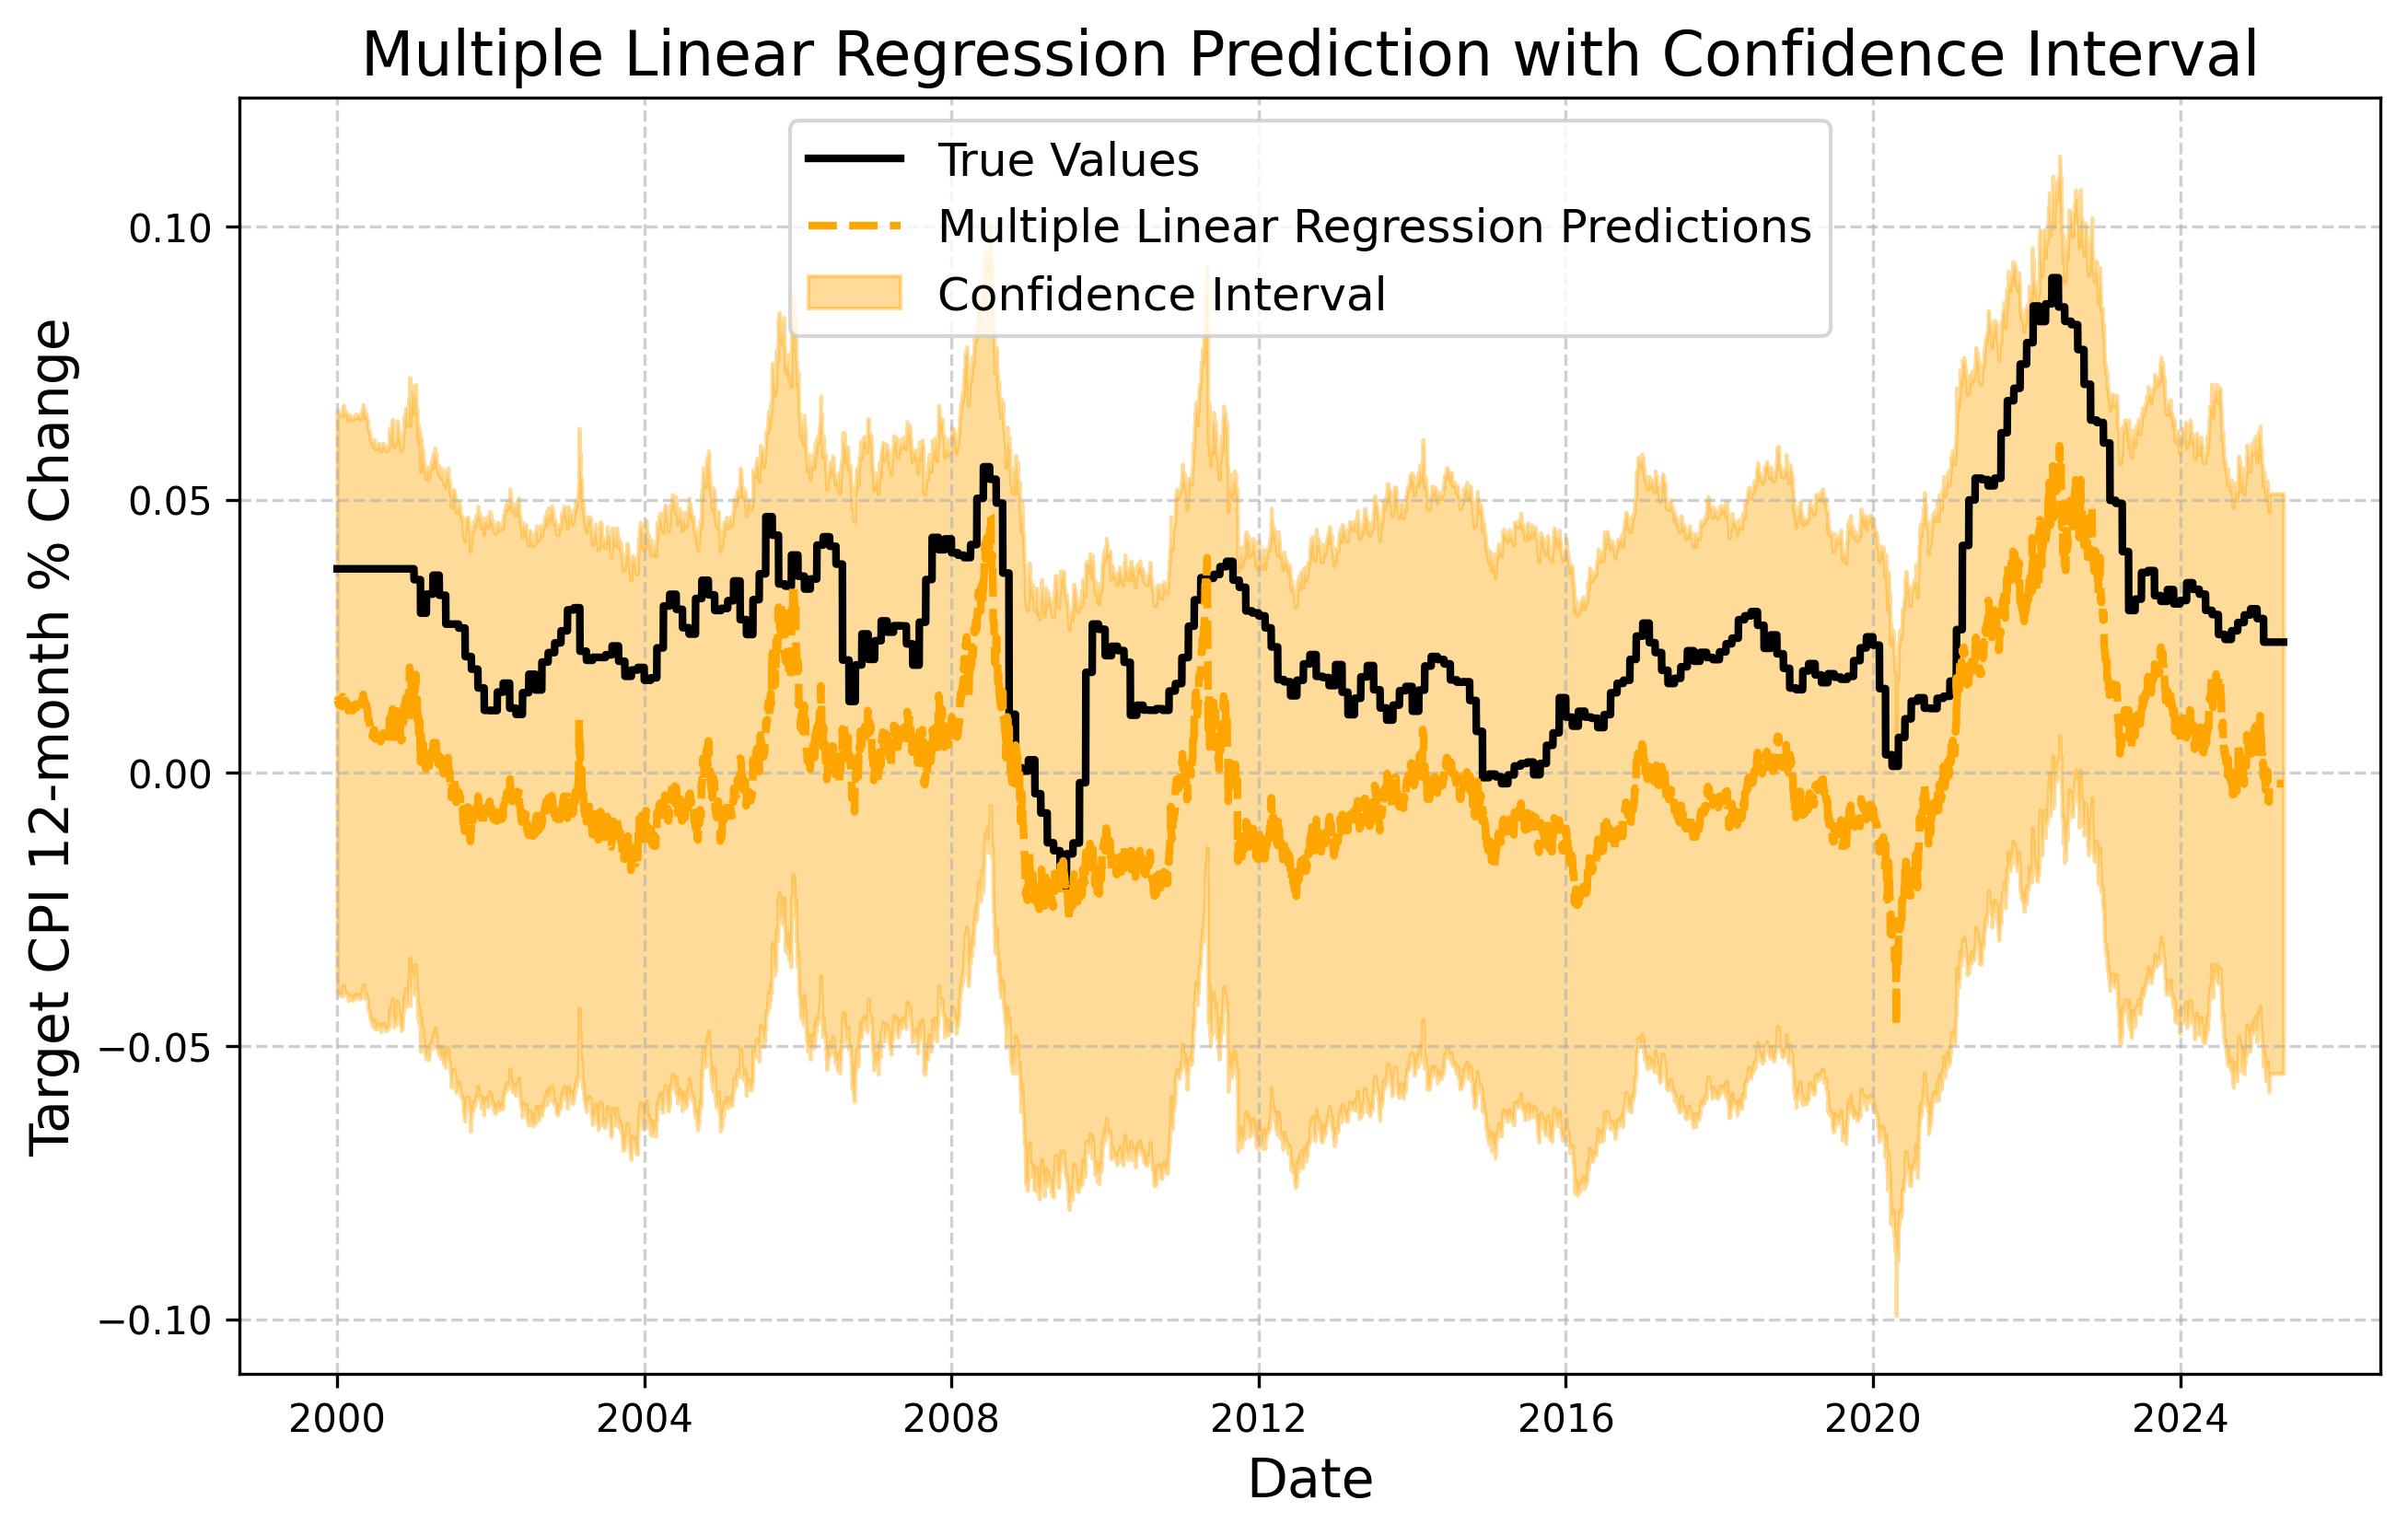 Multiple Linear Regression Prediction with Confidence Interval
True Values
Multiple Linear Regression Predictions
Confidence Interval
Target CPI 12-month % Change
0.10
0.05
0.00
−0.05
−0.10
2000 2004 2008 2012 2016 2020 2024
Date